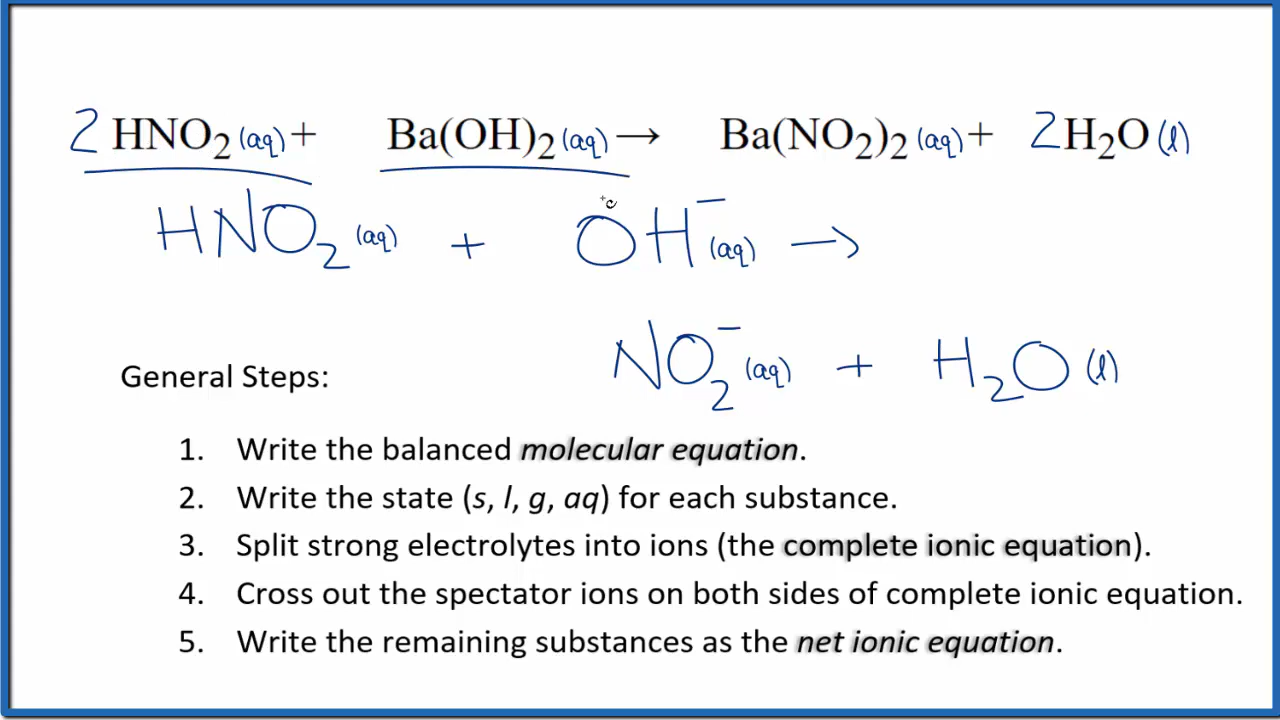 2 HNO₂ (aq) + Ba(OH)₂ (aq) → Ba(NO₂)₂ (aq) + 2 H₂O (l)
HNO₂ (aq) + OH⁻ (aq) →
NO₂⁻ (aq) + H₂O (l)
General Steps:
1. Write the balanced molecular equation.
2. Write the state (s, l, g, aq) for each substance.
3. Split strong electrolytes into ions (the complete ionic equation).
4. Cross out the spectator ions on both sides of complete ionic equation.
5. Write the remaining substances as the net ionic equation.